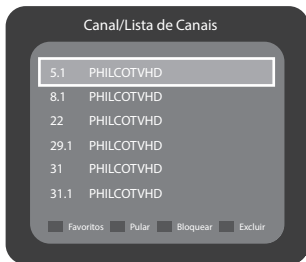 Canal/Lista de Canais
5.1 PHILCOTVHD
8.1 PHILCOTVHD
22 PHILCOTVHD
29.1 PHILCOTVHD
31 PHILCOTVHD
31.1 PHILCOTVHD
Favoritos Pular Bloquear Excluir